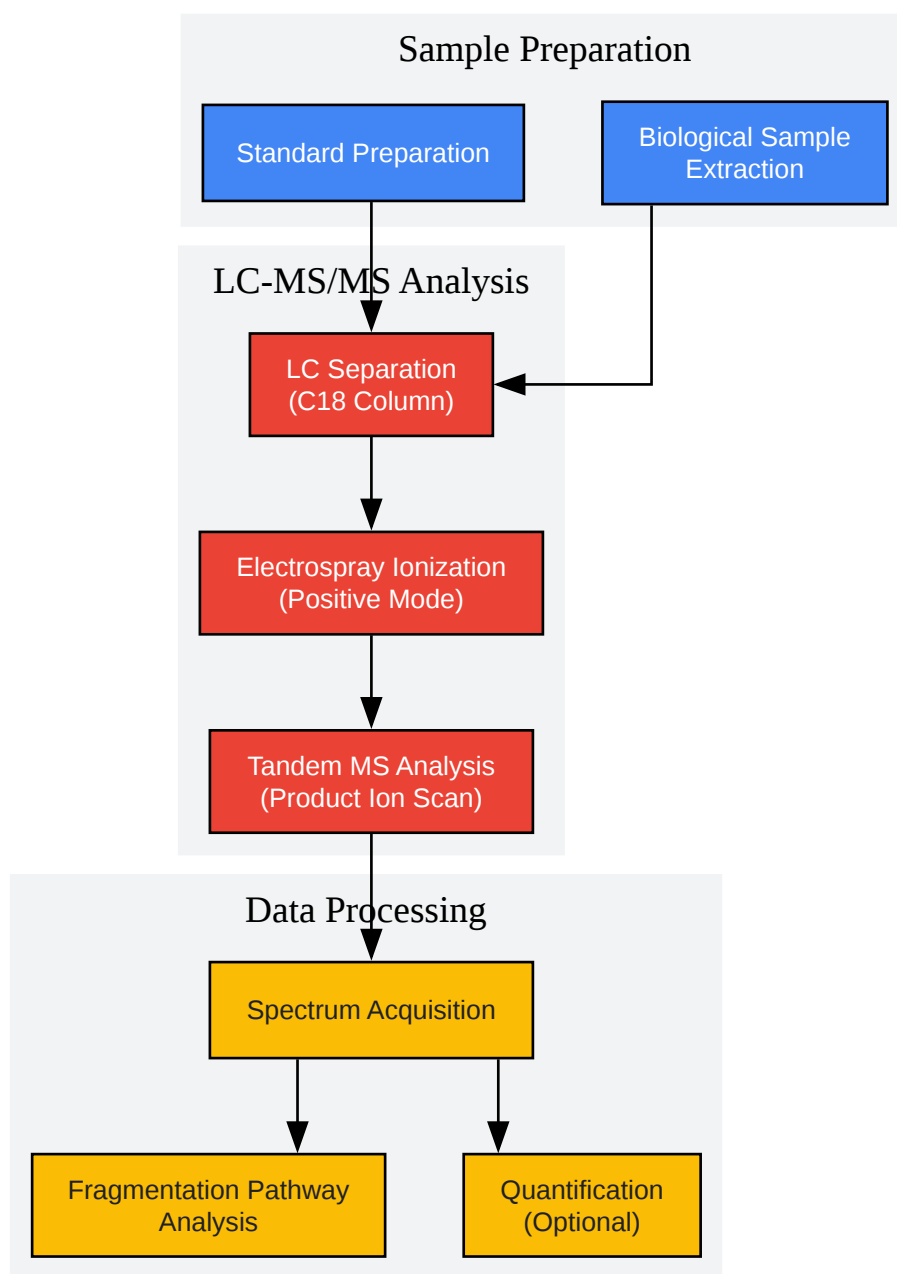 Sample Preparation
Standard Preparation
Biological Sample
Extraction
LC-MS/MS Analysis
LC Separation
(C18 Column)
Electrospray Ionization
(Positive Mode)
Tandem MS Analysis
(Product Ion Scan)
Data Processing
Spectrum Acquisition
Fragmentation Pathway
Analysis
Quantification
(Optional)